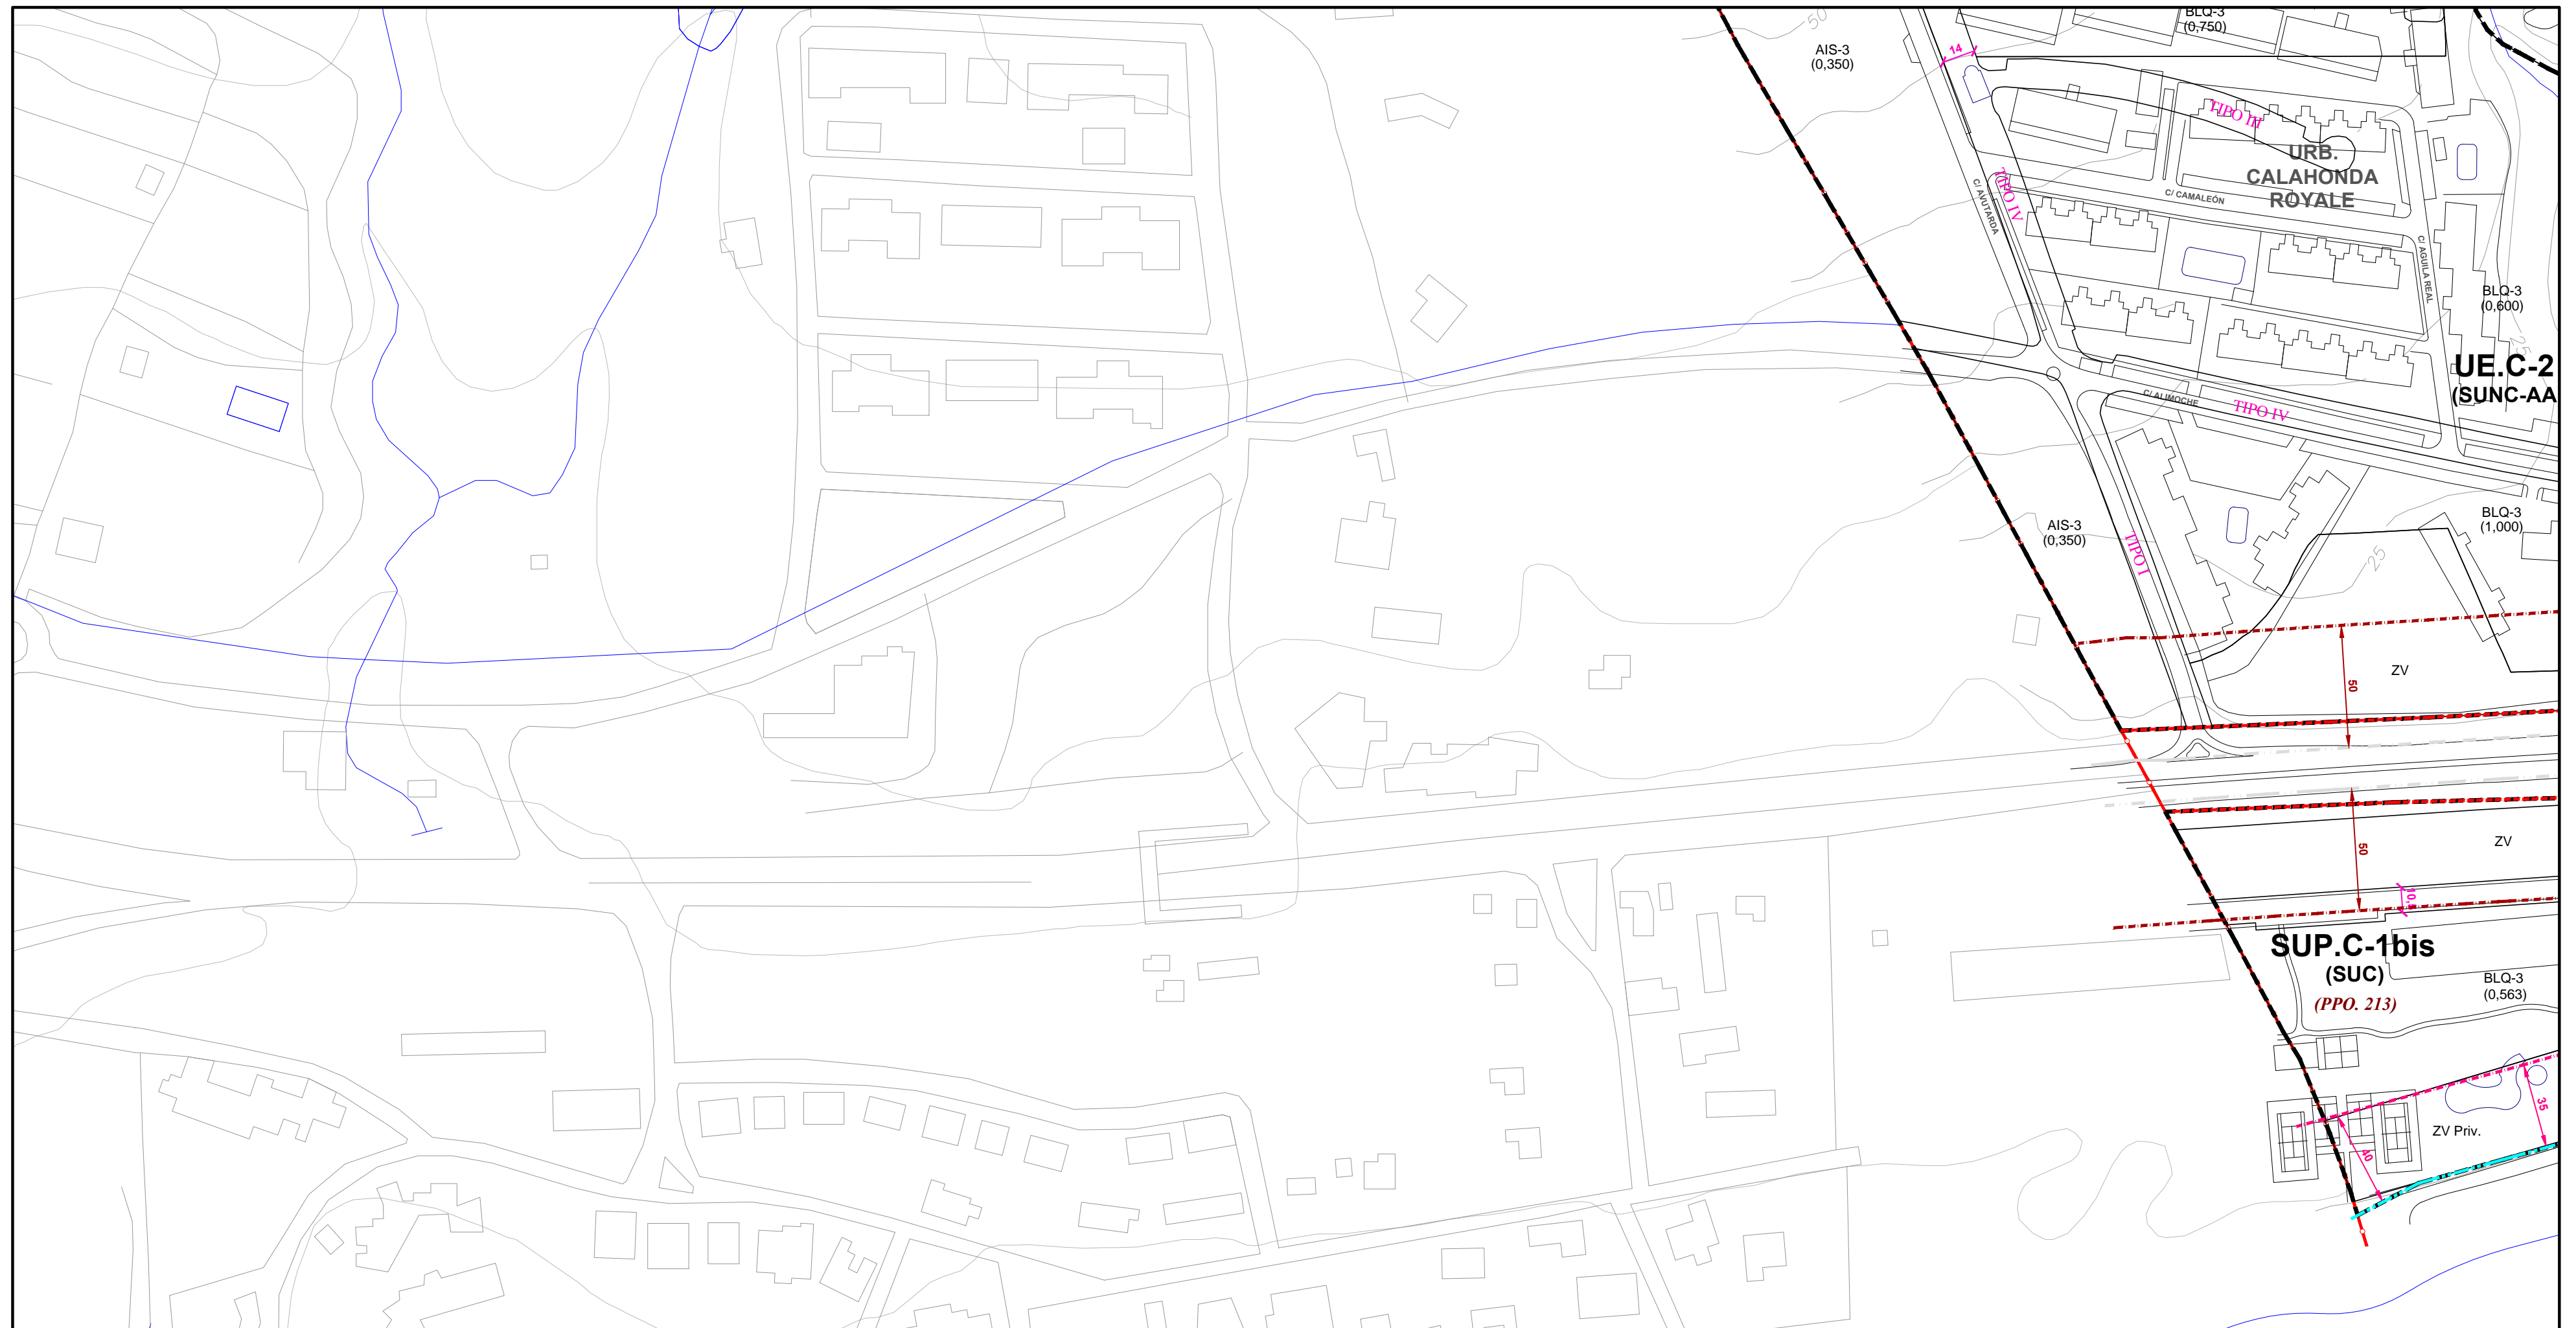 50
BLQ-3
(0,750)
AIS-3
(0,350)
14
TIPO III
URB.
CALAHONDA
ROYALE
TIPO IV
C/ AVUTARDA
C/ CAMALEÓN
C/ AGUILA REAL
BLQ-3
(0,600)
25
UE.C-2
(SUNC-AA
C/ ALIMOCHE
TIPO IV
BLQ-3
(1,000)
AIS-3
(0,350)
TIPO I
25
ZV
50
ZV
50
SUP.C-1bis
(SUC)
(PPO. 213)
BLQ-3
(0,563)
35
ZV Priv.
40